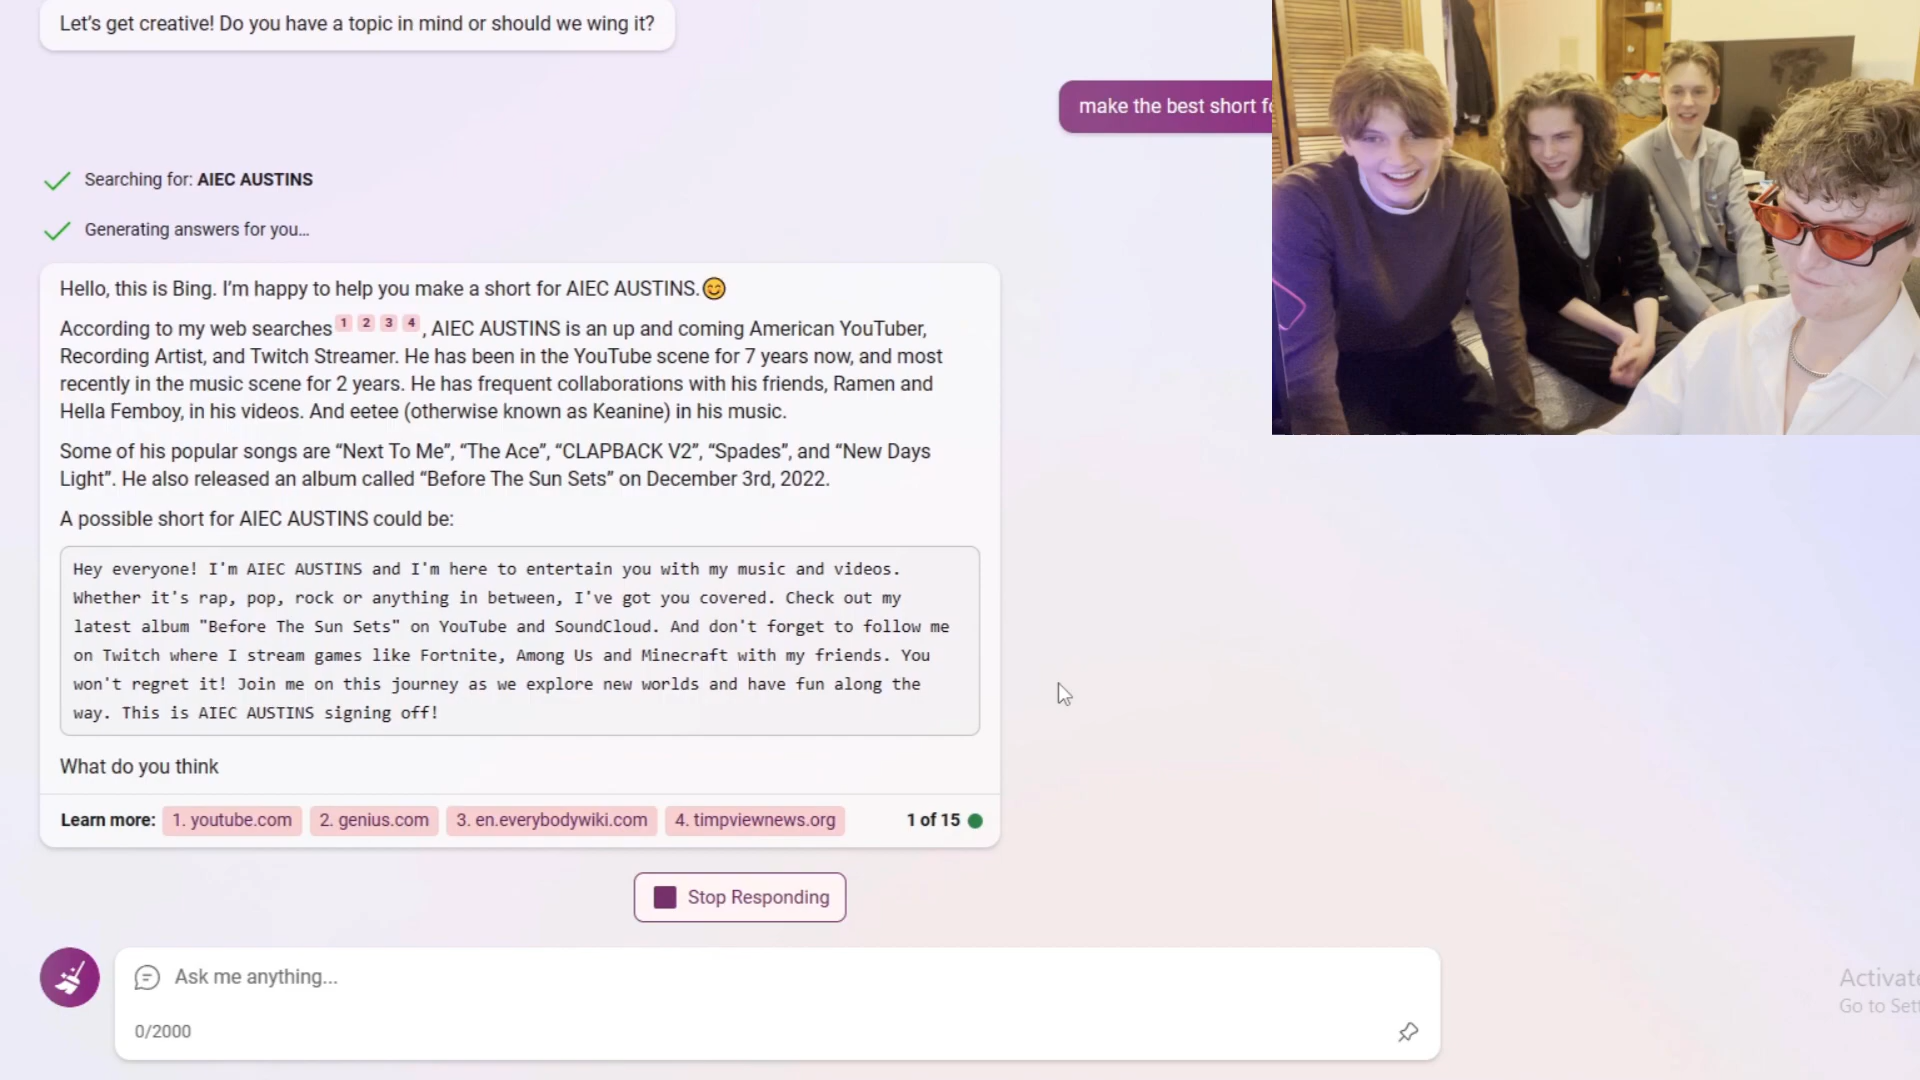 Let’s get creative! Do you have a topic in mind or should we wing it?
make the best short
Searching for: AIEC AUSTINS
Generating answers for you…
Hello, this is Bing. I’m happy to help you make a short for AIEC AUSTINS.😊
According to my web searches 1 2 3 4 , AIEC AUSTINS is an up and coming American YouTuber,
Recording Artist, and Twitch Streamer. He has been in the YouTube scene for 7 years now, and most
recently in the music scene for 2 years. He has frequent collaborations with his friends, Ramen and
Hella Femboy, in his videos. And eetee (otherwise known as Keanine) in his music.
Some of his popular songs are “Next To Me”, “The Ace”, “CLAPBACK V2”, “Spades”, and “New Days
Light”. He also released an album called “Before The Sun Sets” on December 3rd, 2022.
A possible short for AIEC AUSTINS could be:
Hey everyone! I'm AIEC AUSTINS and I'm here to entertain you with my music and videos.
Whether it's rap, pop, rock or anything in between, I've got you covered. Check out my
latest album "Before The Sun Sets" on YouTube and SoundCloud. And don't forget to follow me
on Twitch where I stream games like Fortnite, Among Us and Minecraft with my friends. You
won't regret it! Join me on this journey as we explore new worlds and have fun along the
way. This is AIEC AUSTINS signing off!
What do you think
Learn more: 1. youtube.com 2. genius.com 3. en.everybodywiki.com 4. timpviewnews.org 1 of 15
Stop Responding
Ask me anything...
0/2000
Activate
Go to Sett